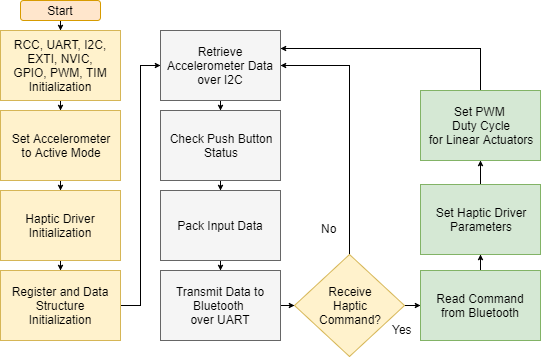 Start
RCC, UART, I2C,
EXTI, NVIC,
GPIO, PWM, TIM
Initialization
Set Accelerometer
to Active Mode
Haptic Driver
Initialization
Register and Data
Structure
Initialization
Retrieve
Accelerometer Data
over I2C
Check Push Button
Status
Pack Input Data
Transmit Data to
Bluetooth
over UART
Receive
Haptic
Command?
No
Yes
Read Command
from Bluetooth
Set Haptic Driver
Parameters
Set PWM
Duty Cycle
for Linear Actuators